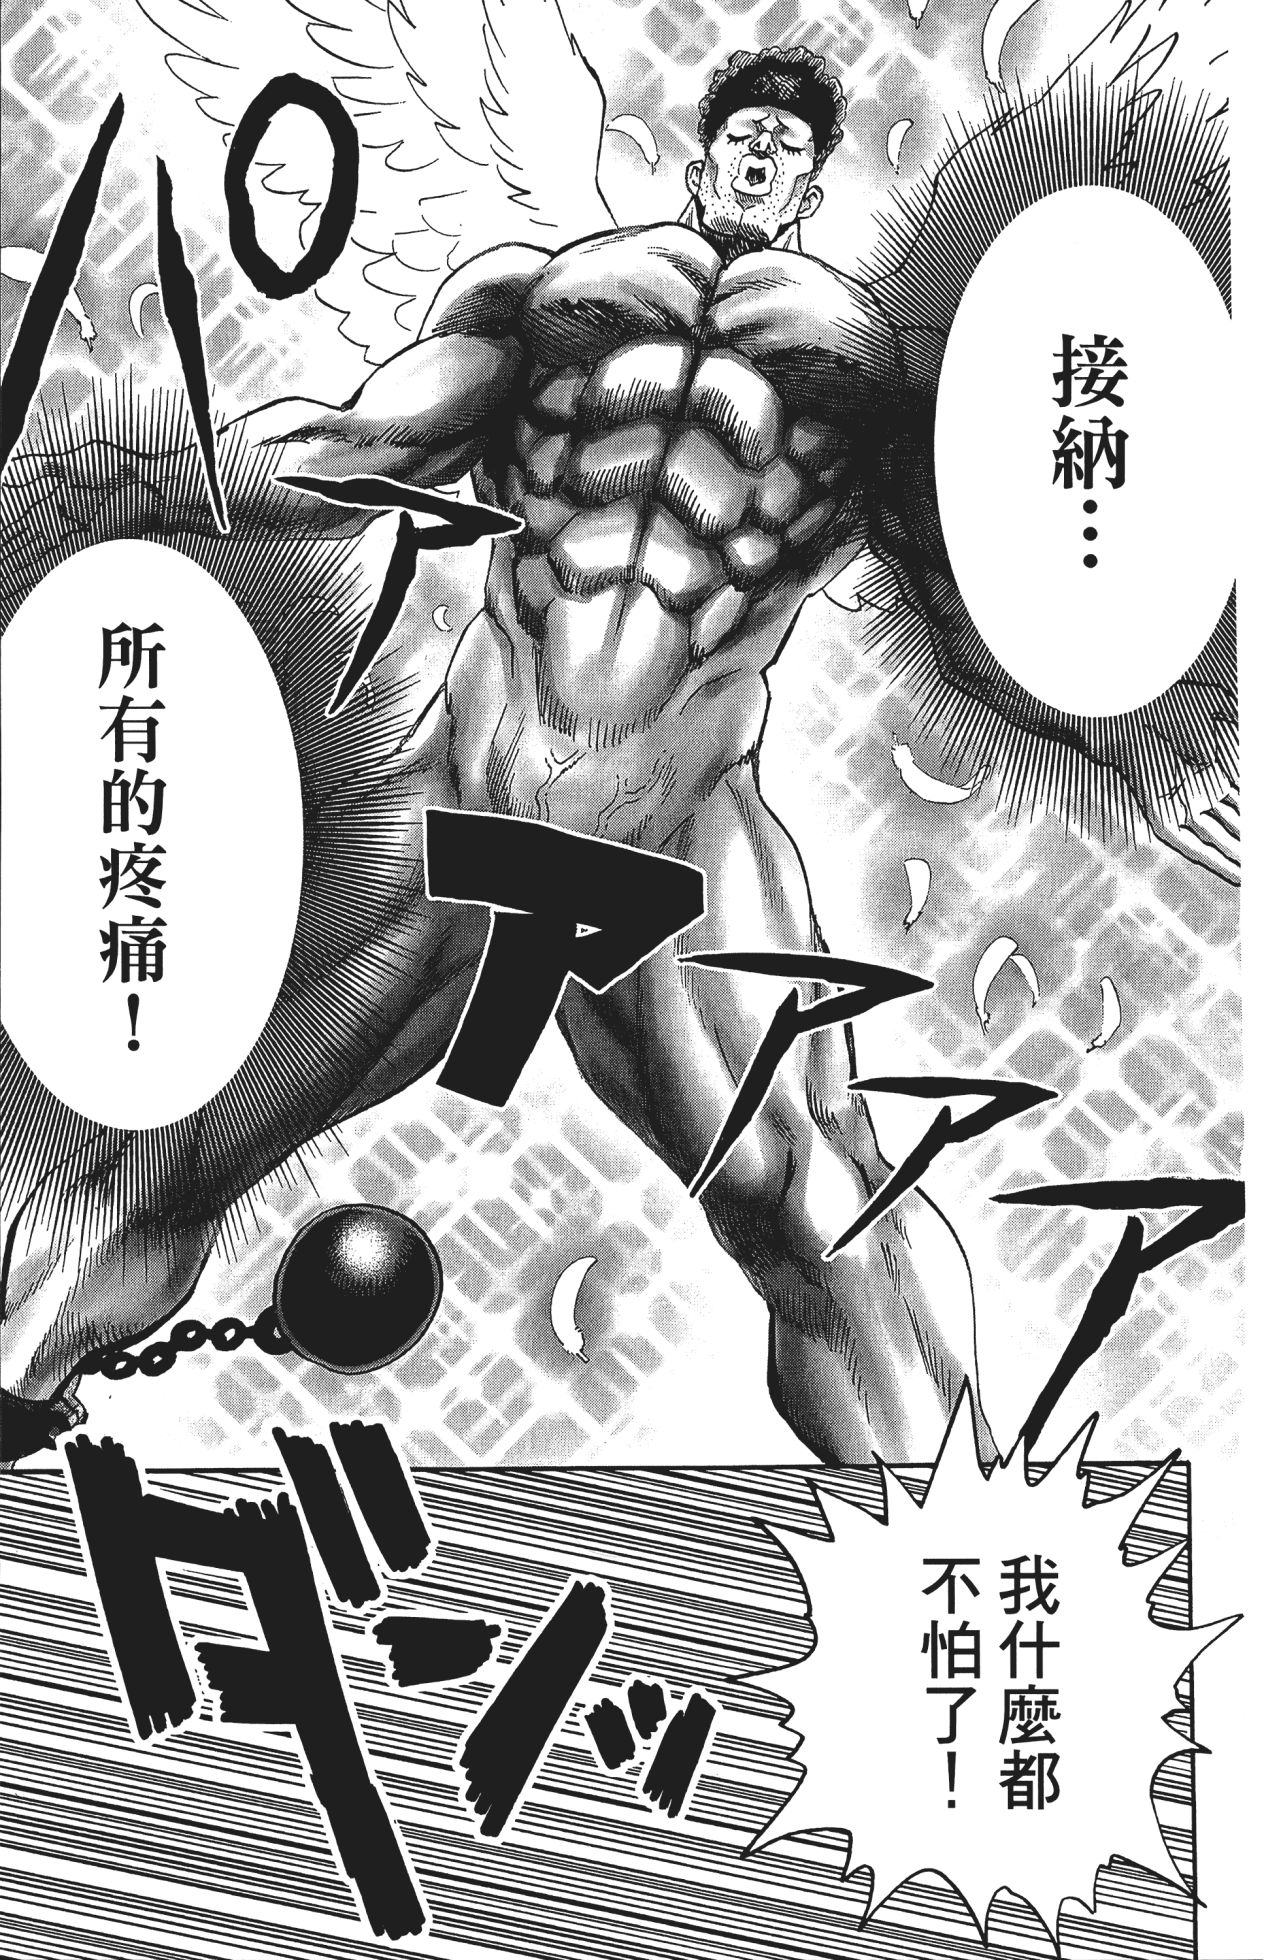 接納…
所有的疼痛！
パアアアアア
我什麼都
不怕了！
ダンッ